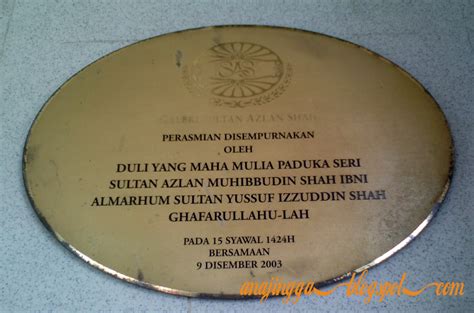 GALERI SULTAN AZLAN SHAH
PERASMIAN DISEMPURNAKAN
OLEH
DULI YANG MAHA MULIA PADUKA SERI
SULTAN AZLAN MUHIBBUDIN SHAH IBNI
ALMARHUM SULTAN YUSSUF IZZUDDIN SHAH
GHAFARULLAHU-LAH
PADA 15 SYAWAL 1424H
BERSAMAAN
9 DISEMBER 2003
anajingga blogspot com